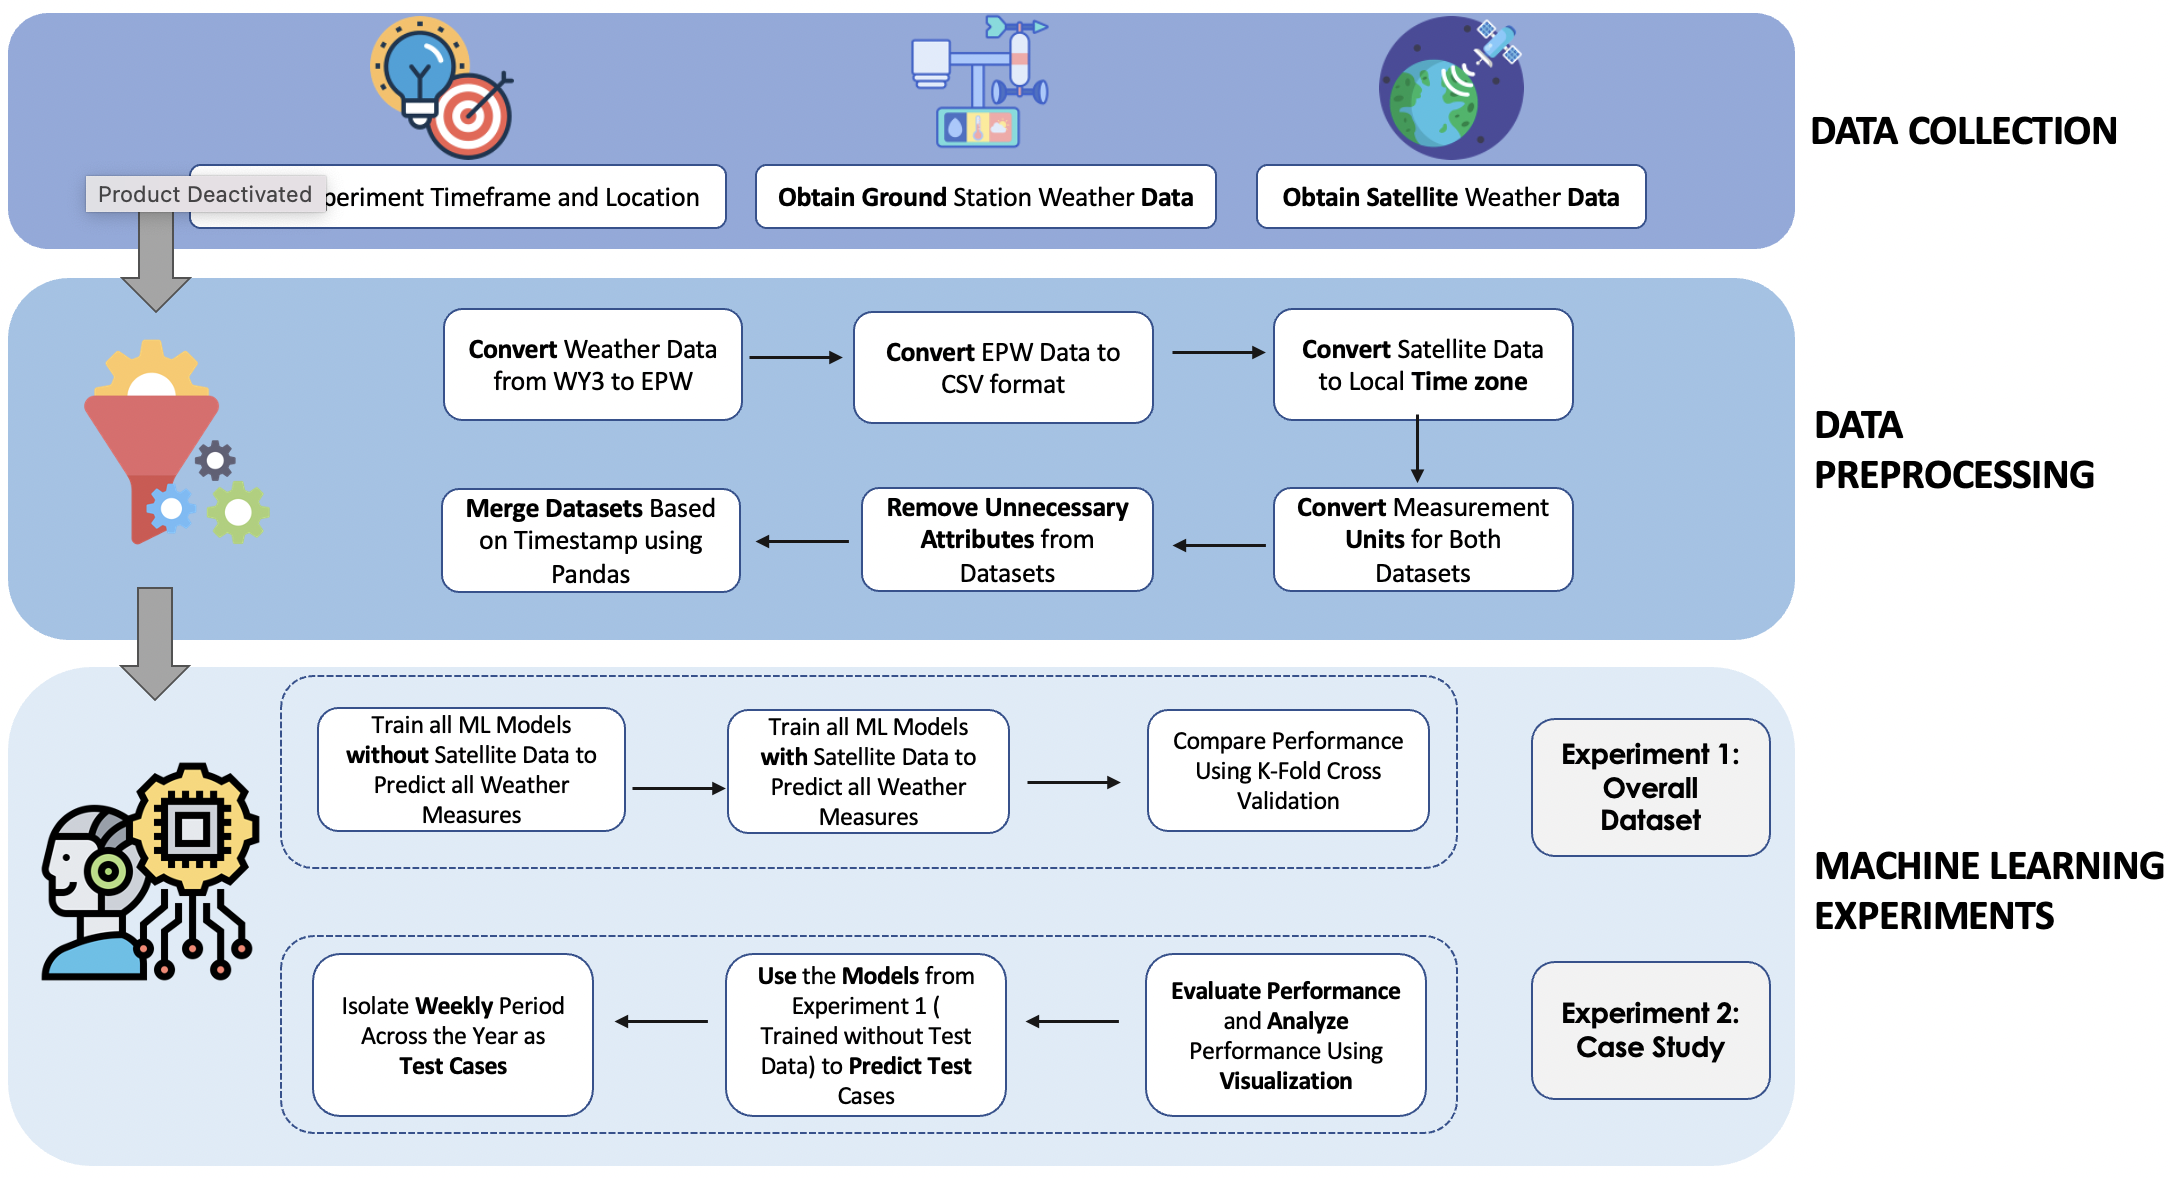 DATA COLLECTION
Product Deactivated
periment Timeframe and Location
Obtain Ground Station Weather Data
Obtain Satellite Weather Data
Convert Weather Data
from WY3 to EPW
Convert EPW Data to
CSV format
Convert Satellite Data
to Local Time zone
DATA
PREPROCESSING
Convert Measurement
Units for Both
Datasets
Remove Unnecessary
Attributes from
Datasets
Merge Datasets Based
on Timestamp using
Pandas
Train all ML Models
without Satellite Data to
Predict all Weather
Measures
Train all ML Models
with Satellite Data to
Predict all Weather
Measures
Compare Performance
Using K-Fold Cross
Validation
Experiment 1:
Overall
Dataset
MACHINE LEARNING
EXPERIMENTS
Isolate Weekly Period
Across the Year as
Test Cases
Use the Models from
Experiment 1 (
Trained without Test
Data) to Predict Test
Cases
Evaluate Performance
and Analyze
Performance Using
Visualization
Experiment 2:
Case Study